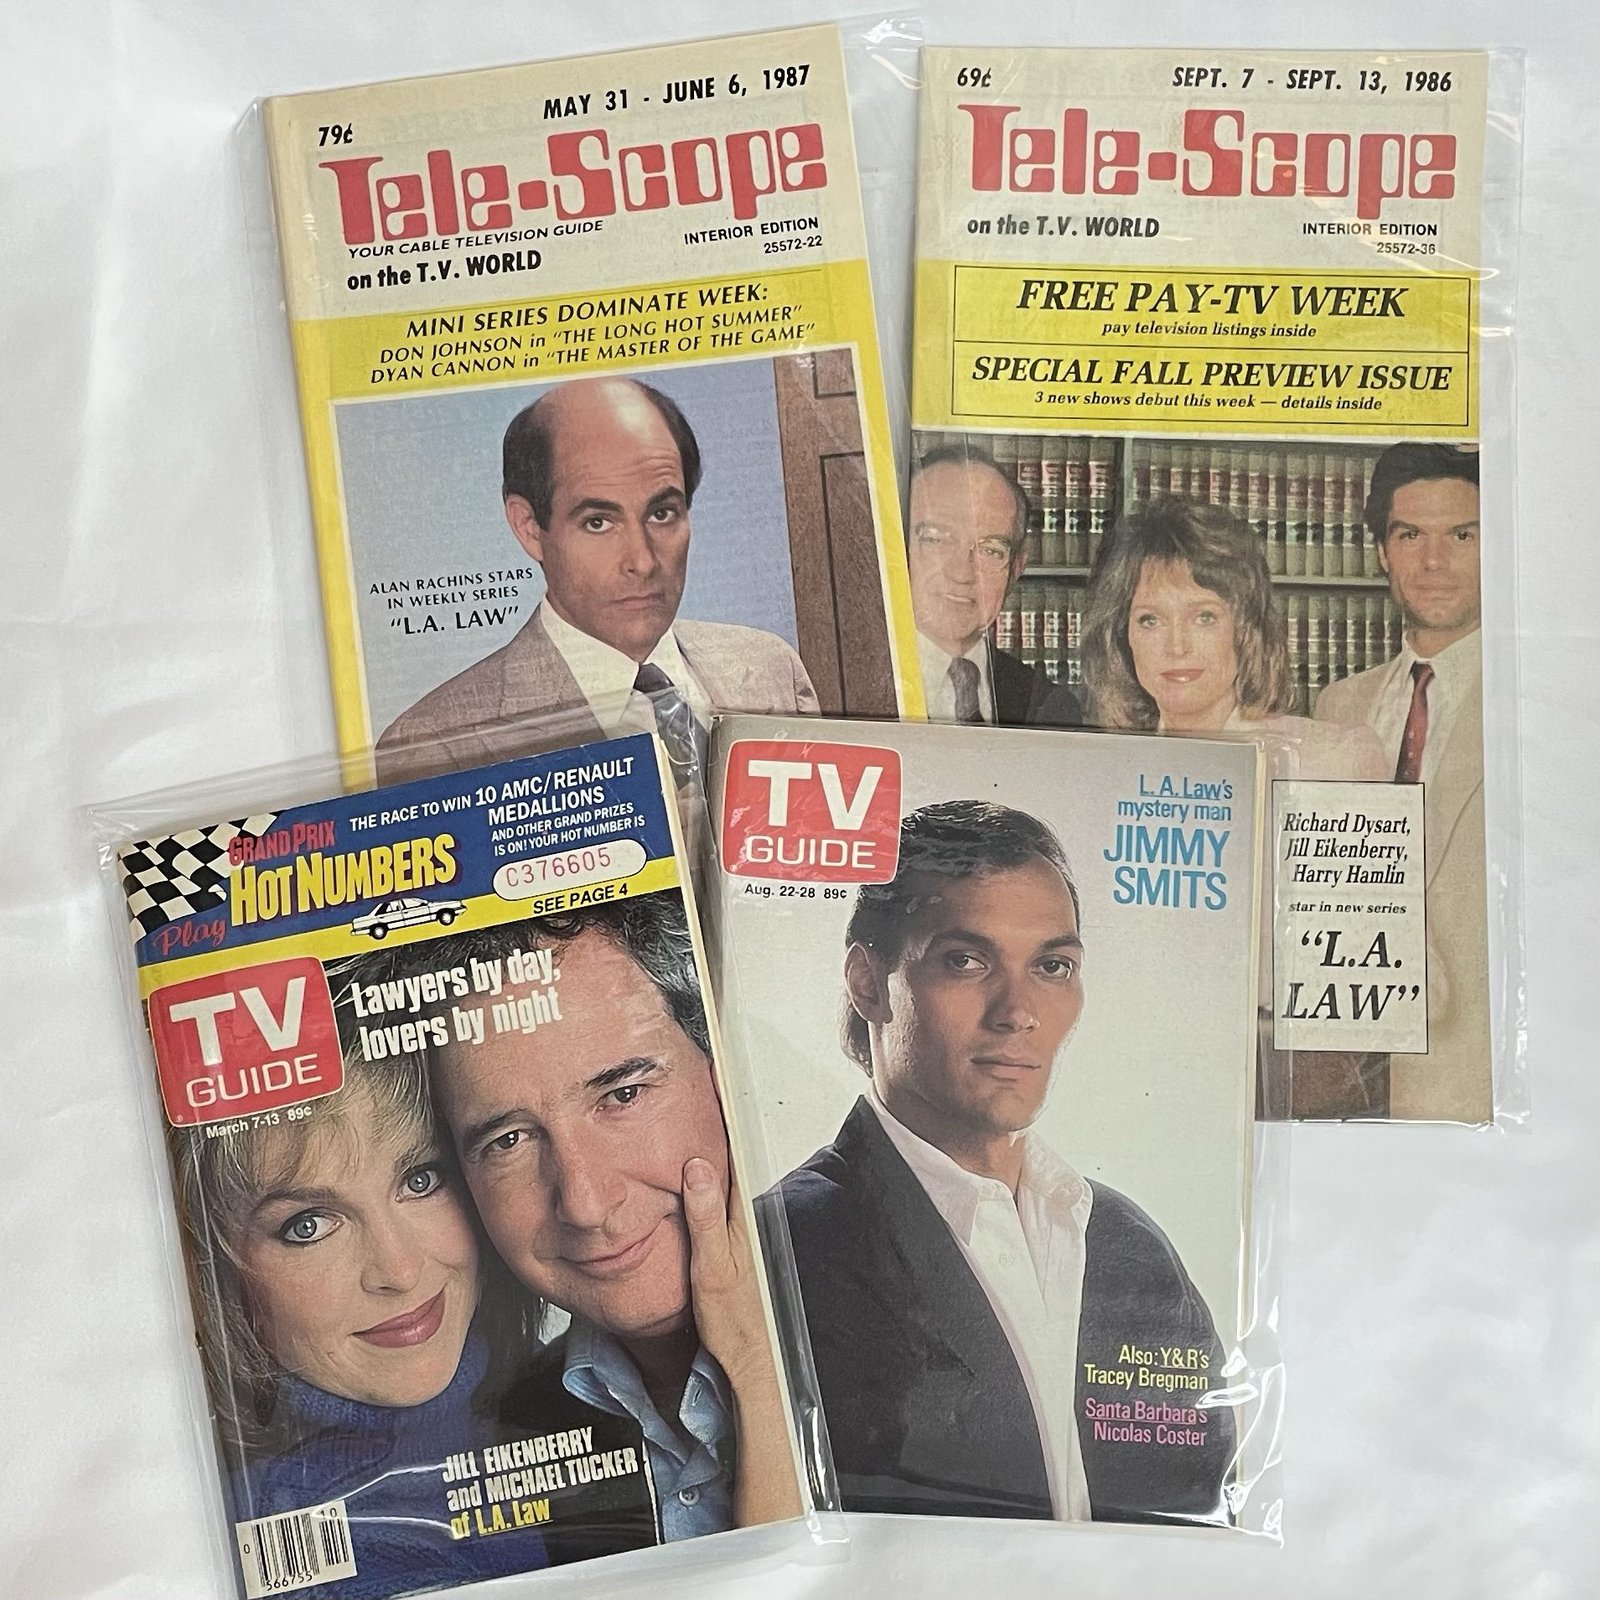 79¢
MAY 31 - JUNE 6, 1987
Tele-Scope
YOUR CABLE TELEVISION GUIDE
on the T.V. WORLD
INTERIOR EDITION
25572-22
MINI SERIES DOMINATE WEEK:
DON JOHNSON in "THE LONG HOT SUMMER"
DYAN CANNON in "THE MASTER OF THE GAME"
ALAN RACHINS STARS
IN WEEKLY SERIES
"L.A. LAW"
69¢
SEPT. 7 - SEPT. 13, 1986
Tele-Scope
on the T.V. WORLD
INTERIOR EDITION
25572-36
FREE PAY-TV WEEK
pay television listings inside
SPECIAL FALL PREVIEW ISSUE
3 new shows debut this week — details inside
Richard Dysart,
Jill Eikenberry,
Harry Hamlin
star in new series
"L.A.
LAW"
Play
GRAND PRIX
HOT NUMBERS
THE RACE TO WIN 10 AMC/RENAULT
MEDALLIONS
AND OTHER GRAND PRIZES
IS ON! YOUR HOT NUMBER IS
C376605
SEE PAGE 4
TV
GUIDE
March 7-13 89¢
Lawyers by day,
lovers by night
JILL EIKENBERRY
and MICHAEL TUCKER
of L.A. Law
10
0
566755
TV
GUIDE
Aug. 22-28 89¢
L.A. Law's
mystery man
JIMMY
SMITS
Also: Y&R's
Tracey Bregman
Santa Barbara's
Nicolas Coster